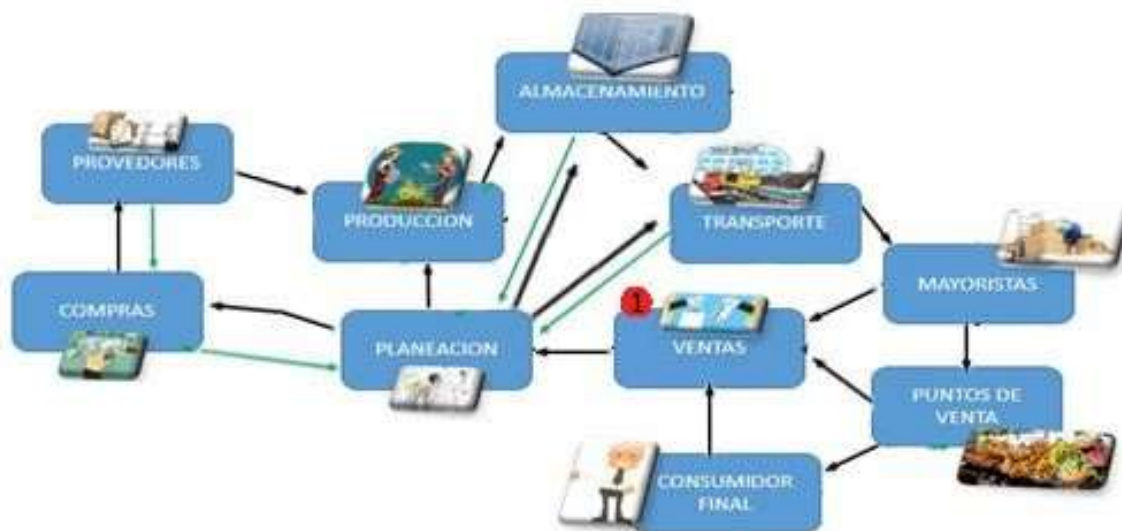 ALMACENAMIENTO
PROVEDORES
PRODUCCION
TRANSPORTE
MAYORISTAS
COMPRAS
PLANEACION
1
VENTAS
PUNTOS DE
VENTA
CONSUMIDOR
FINAL